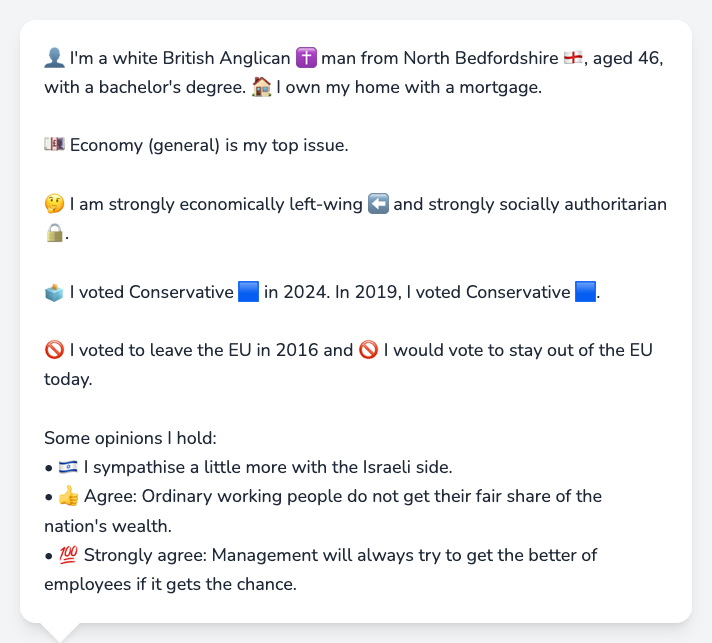 👤 I'm a white British Anglican ✝️ man from North Bedfordshire 🏴󠁧󠁢󠁥󠁮󠁧󠁿, aged 46,
with a bachelor's degree. 🏠 I own my home with a mortgage.
💷 Economy (general) is my top issue.
🤔 I am strongly economically left-wing ⬅️ and strongly socially authoritarian
🔒.
🗳️ I voted Conservative 🟦 in 2024. In 2019, I voted Conservative 🟦.
🚫 I voted to leave the EU in 2016 and 🚫 I would vote to stay out of the EU
today.
Some opinions I hold:
• 🇮🇱 I sympathise a little more with the Israeli side.
• 👍 Agree: Ordinary working people do not get their fair share of the
nation's wealth.
• 💯 Strongly agree: Management will always try to get the better of
employees if it gets the chance.